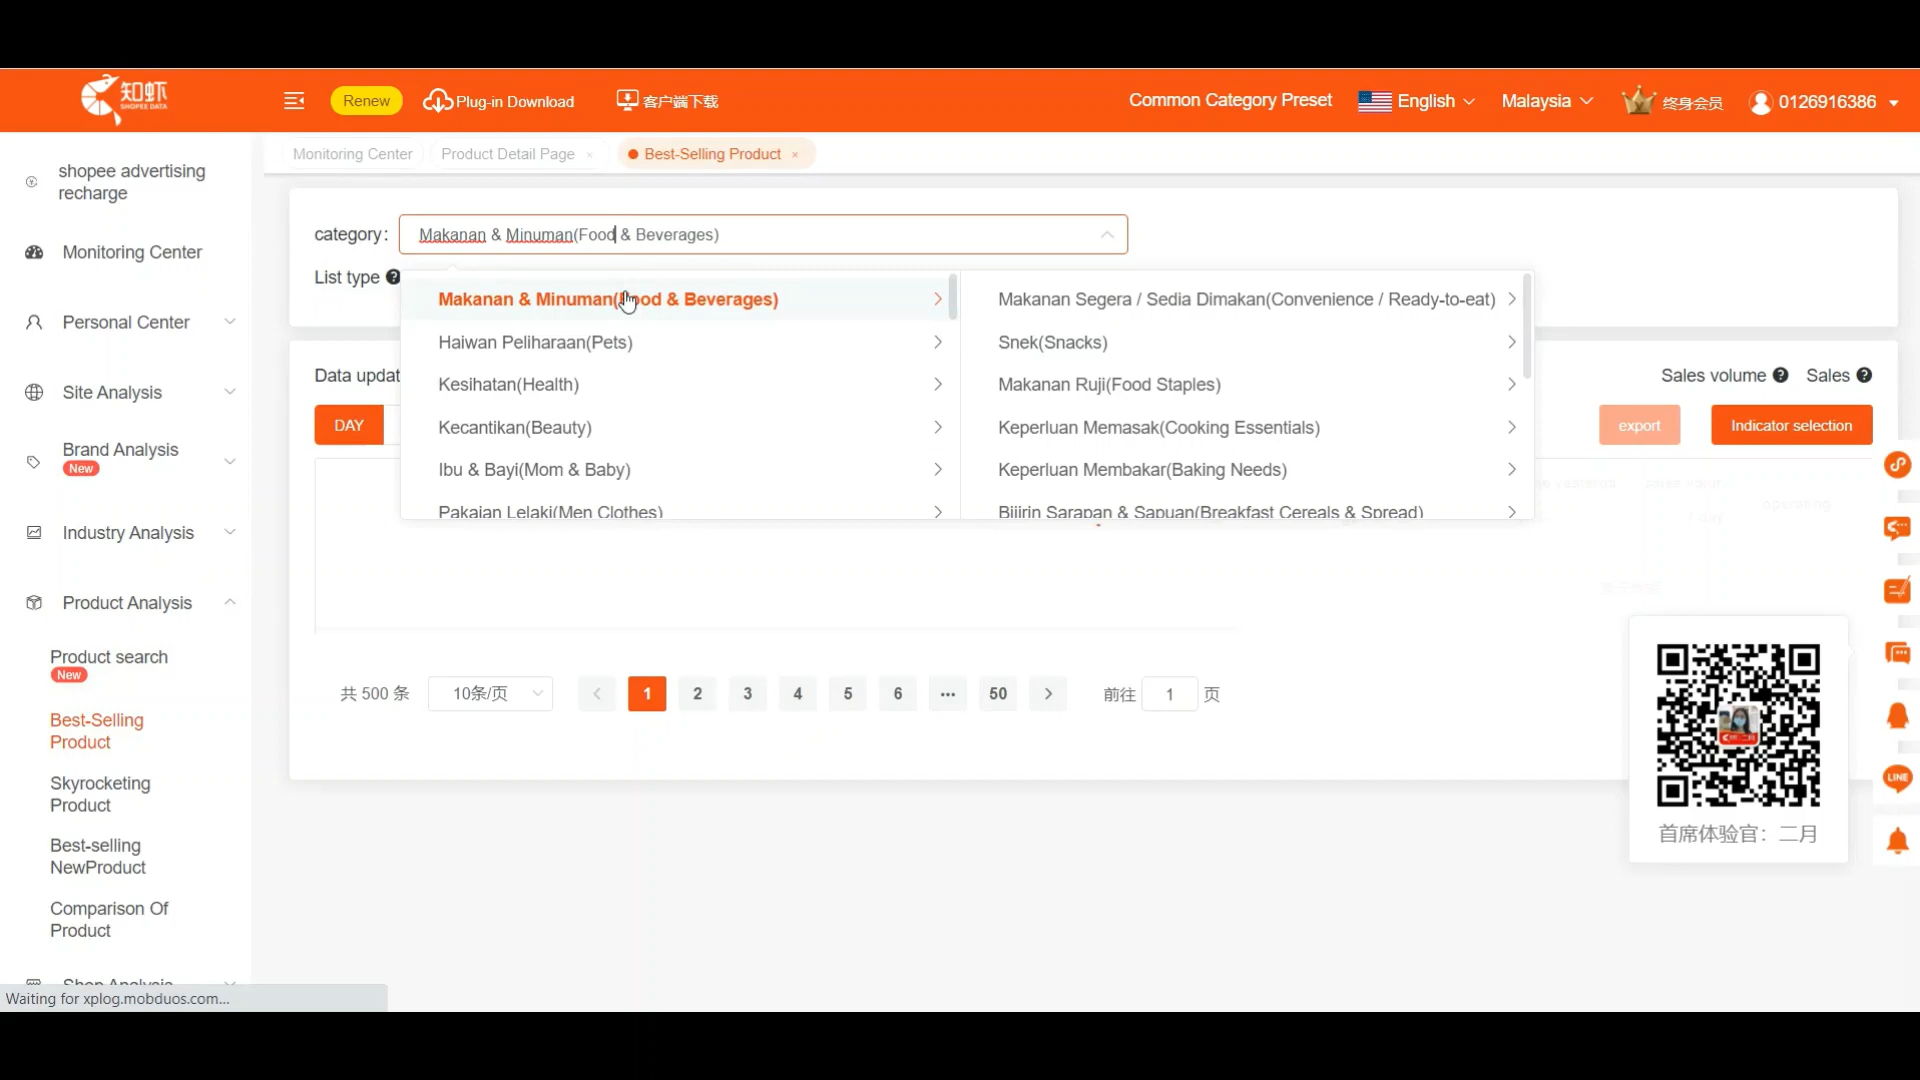 知虾
SHOPEE DATA
Renew
Plug-in Download
客户端下载
Common Category Preset
English
Malaysia
终身会员
0126916386
shopee advertising
recharge
Monitoring Center
Personal Center
Site Analysis
Brand Analysis
New
Industry Analysis
Product Analysis
Product search
New
Best-Selling
Product
Skyrocketing
Product
Best-selling
NewProduct
Comparison Of
Product
Shop Analysis
Waiting for xplog.mobduos.com...
Monitoring Center
Product Detail Page ×
Best-Selling Product ×
category:
Makanan & Minuman(Food & Beverages)
List type
Makanan & Minuman(Food & Beverages)
Haiwan Peliharaan(Pets)
Kesihatan(Health)
Kecantikan(Beauty)
Ibu & Bayi(Mom & Baby)
Pakaian Lelaki(Men Clothes)
Makanan Segera / Sedia Dimakan(Convenience / Ready-to-eat)
Snek(Snacks)
Makanan Ruji(Food Staples)
Keperluan Memasak(Cooking Essentials)
Keperluan Membakar(Baking Needs)
Bijirin Sarapan & Sapuan(Breakfast Cereals & Spread)
Data updat
Sales volume
Sales
DAY
export
Indicator selection
operating
共 500 条
10条/页
1
2
3
4
5
6
...
50
前往
1
页
首席体验官：二月
LINE